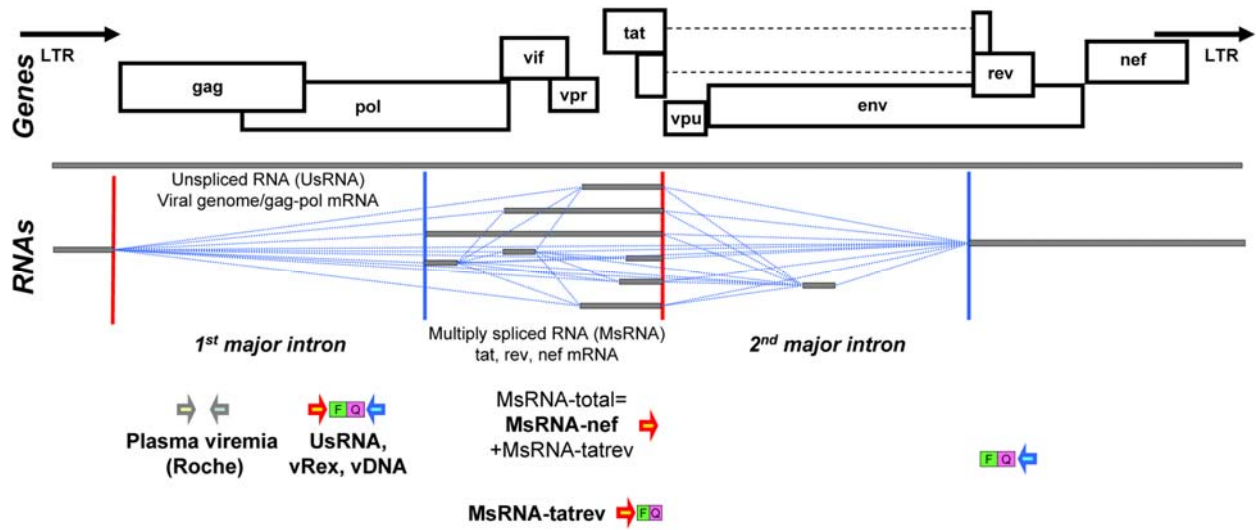 Genes
LTR
gag
pol
vif
vpr
tat
vpu
env
rev
nef
LTR
RNAs
Unspliced RNA (UsRNA)
Viral genome/gag-pol mRNA
1st major intron
Multiply spliced RNA (MsRNA)
tat, rev, nef mRNA
2nd major intron
Plasma viremia
(Roche)
F Q
UsRNA,
vRex, vDNA
MsRNA-total=
MsRNA-nef
+MsRNA-tatrev
F Q
MsRNA-tatrev
F Q